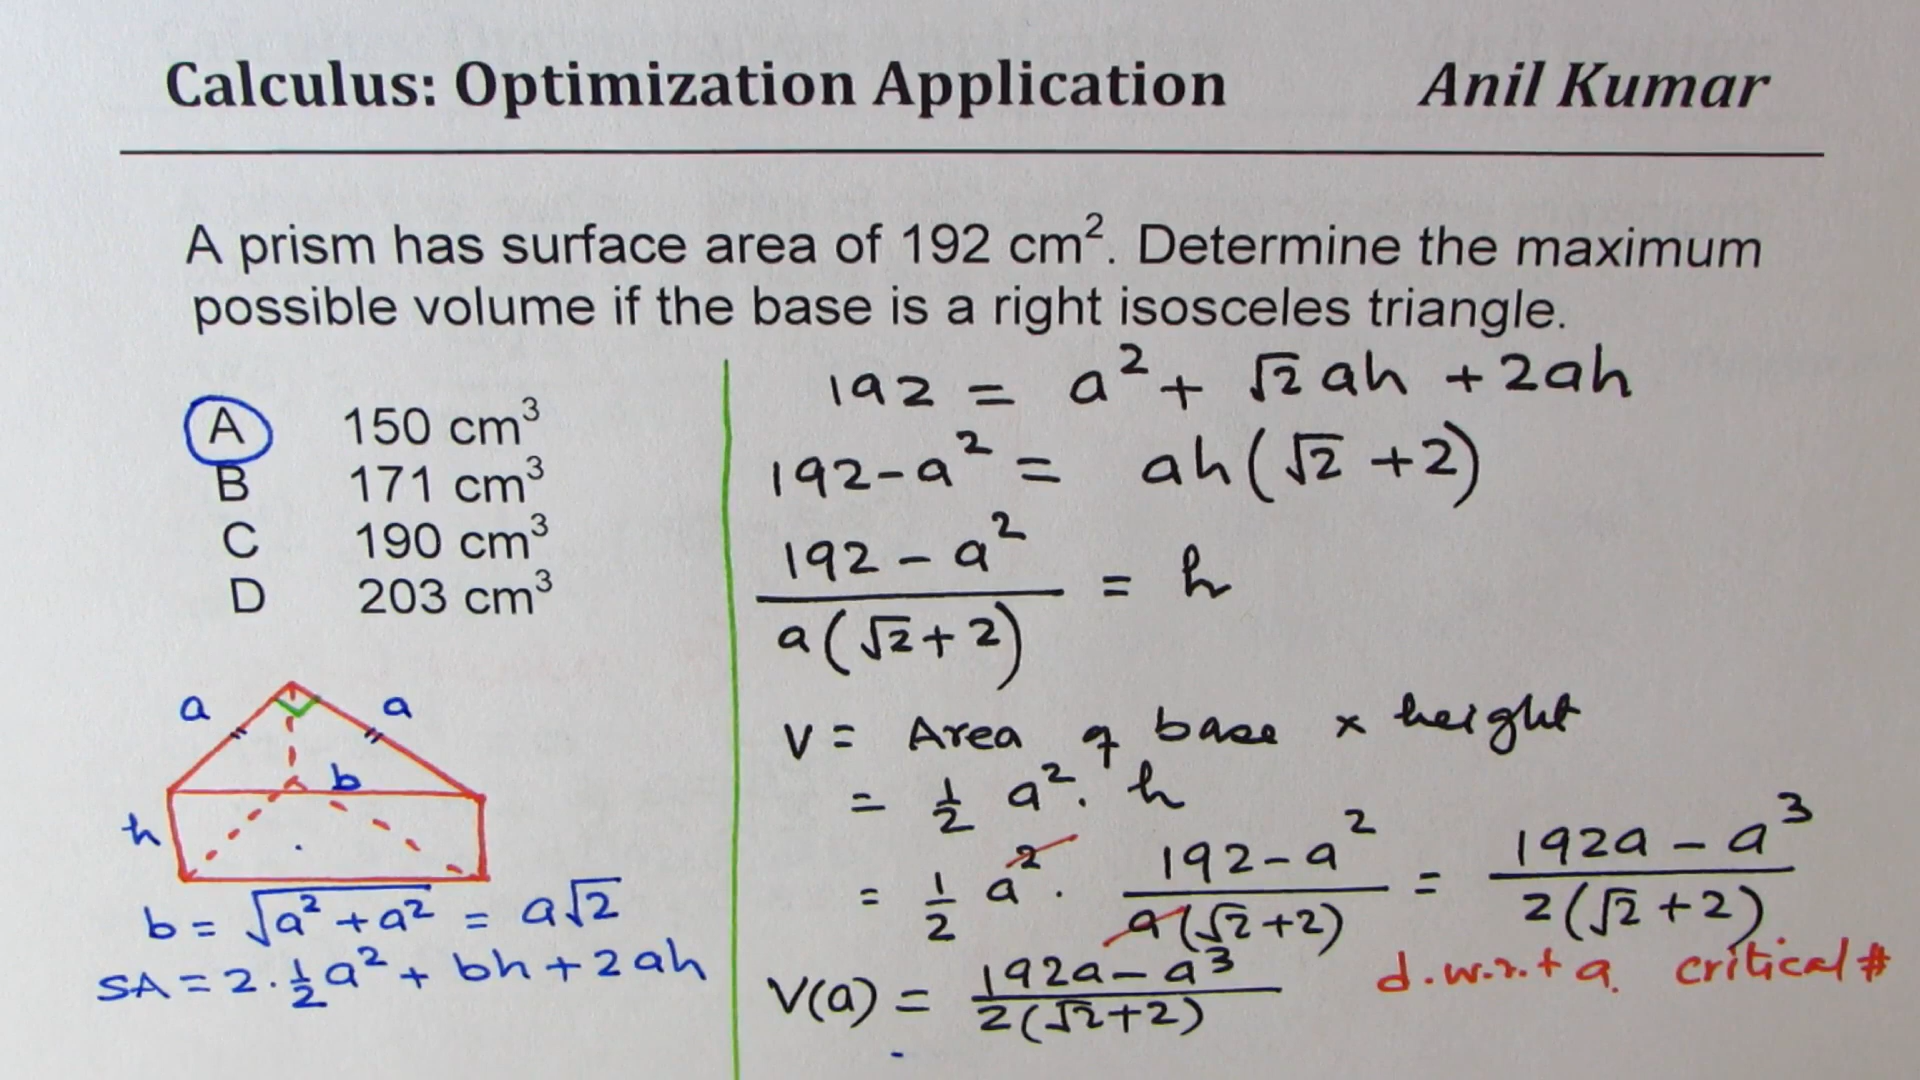 Calculus: Optimization Application Anil Kumar
A prism has surface area of 192 cm². Determine the maximum
possible volume if the base is a right isosceles triangle.
A 150 cm³
B 171 cm³
C 190 cm³
D 203 cm³
a a
b
h
b = √(a² + a²) = a√2
SA = 2 · 1/2 a² + bh + 2ah
192 = a² + √2 ah + 2ah
192 - a² = ah(√2 + 2)
(192 - a²)/(a(√2 + 2)) = h
V = Area of base × height
= 1/2 a² · h
= 1/2 a² · (192 - a²)/(a(√2 + 2)) = (192a - a³)/(2(√2 + 2))
V(a) = (192a - a³)/(2(√2 + 2)) d.w.r.t a. critical #